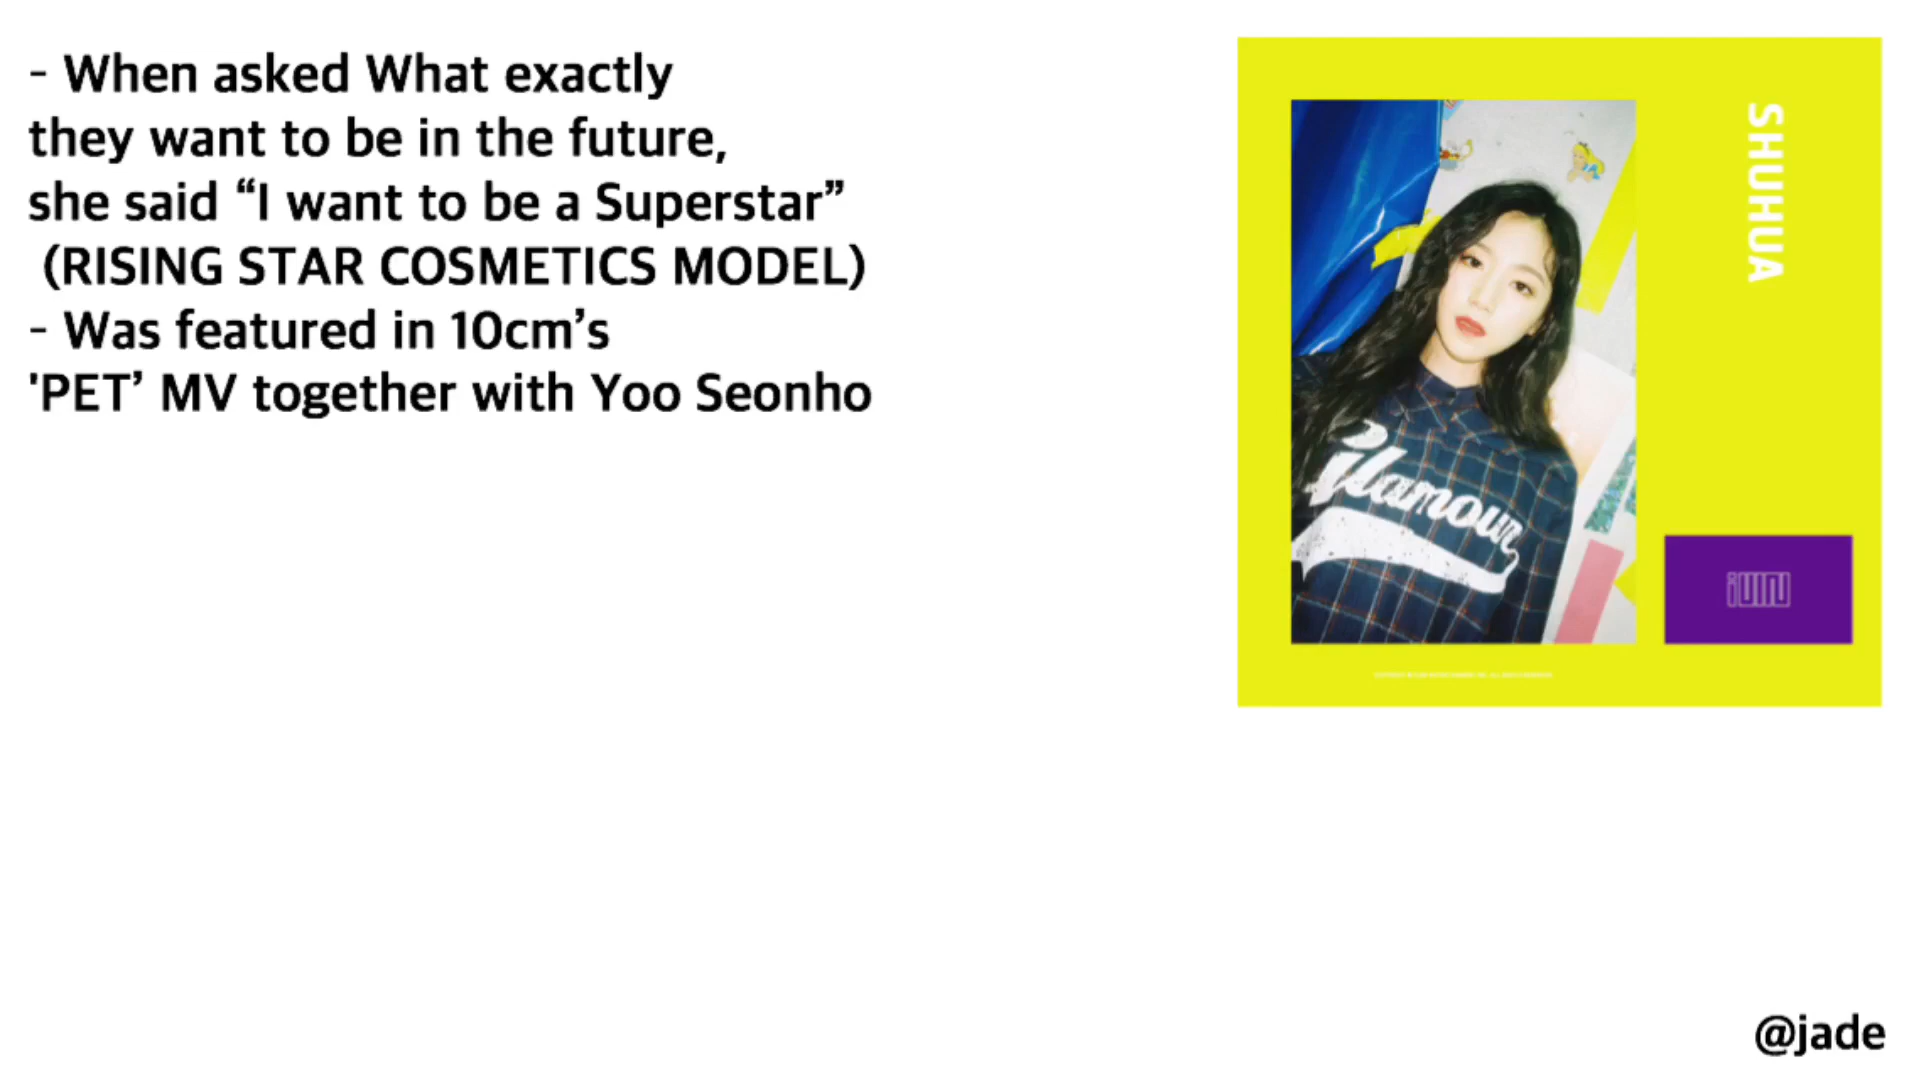 - When asked What exactly
they want to be in the future,
she said “I want to be a Superstar”
(RISING STAR COSMETICS MODEL)
- Was featured in 10cm’s
'PET’ MV together with Yoo Seonho
SHUHUA
Glamour
@jade